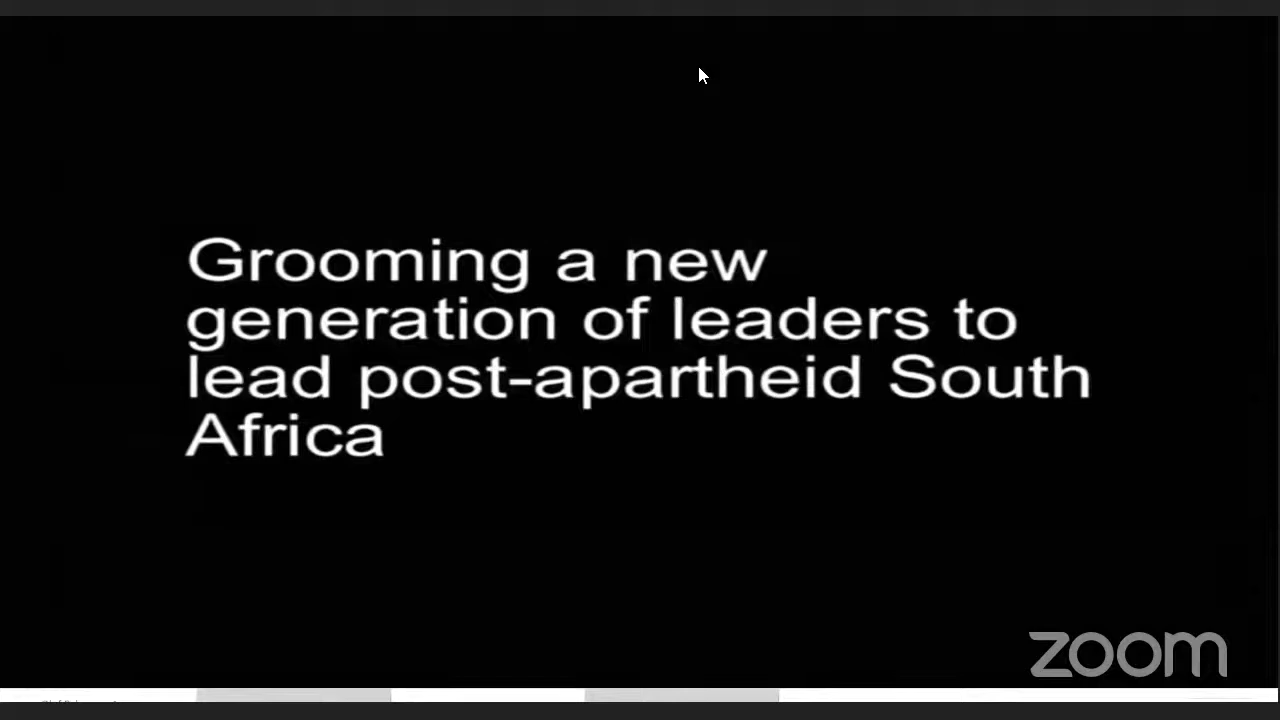 Grooming a new
generation of leaders to
lead post-apartheid South
Africa
zoom